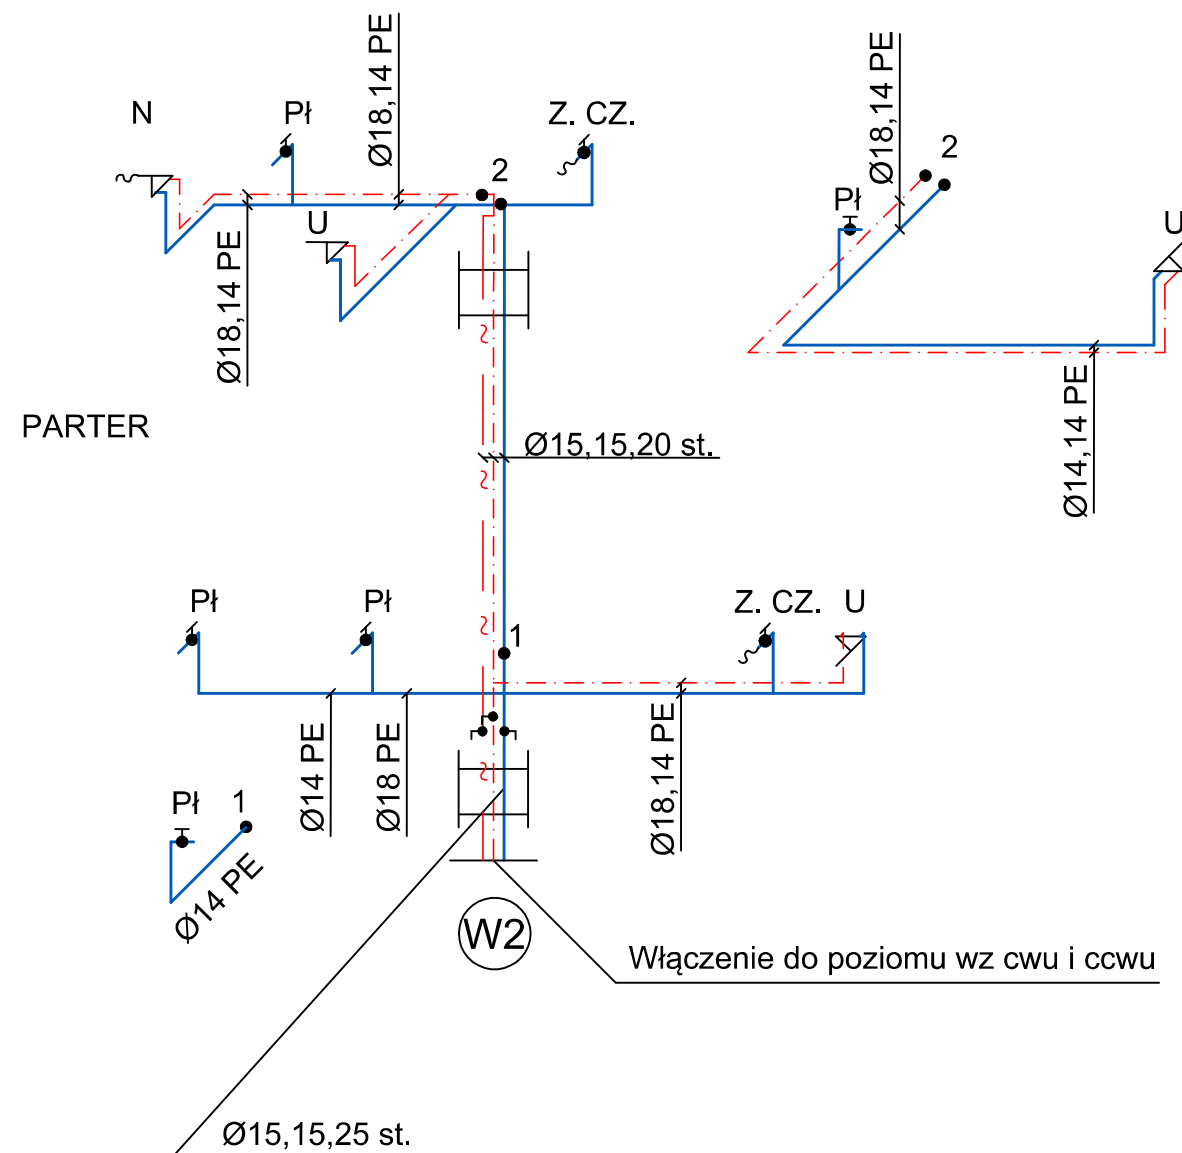 N
Pł
Ø18,14 PE
Z. CZ.
2
U
Ø18,14 PE
Ø18,14 PE
2
Pł
U
Ø14,14 PE
PARTER
Ø15,15,20 st.
Pł
Pł
1
Z. CZ.
U
Ø14 PE
Ø18 PE
Ø18,14 PE
Pł
1
Ø14 PE
W2
Włączenie do poziomu wz cwu i ccwu
Ø15,15,25 st.